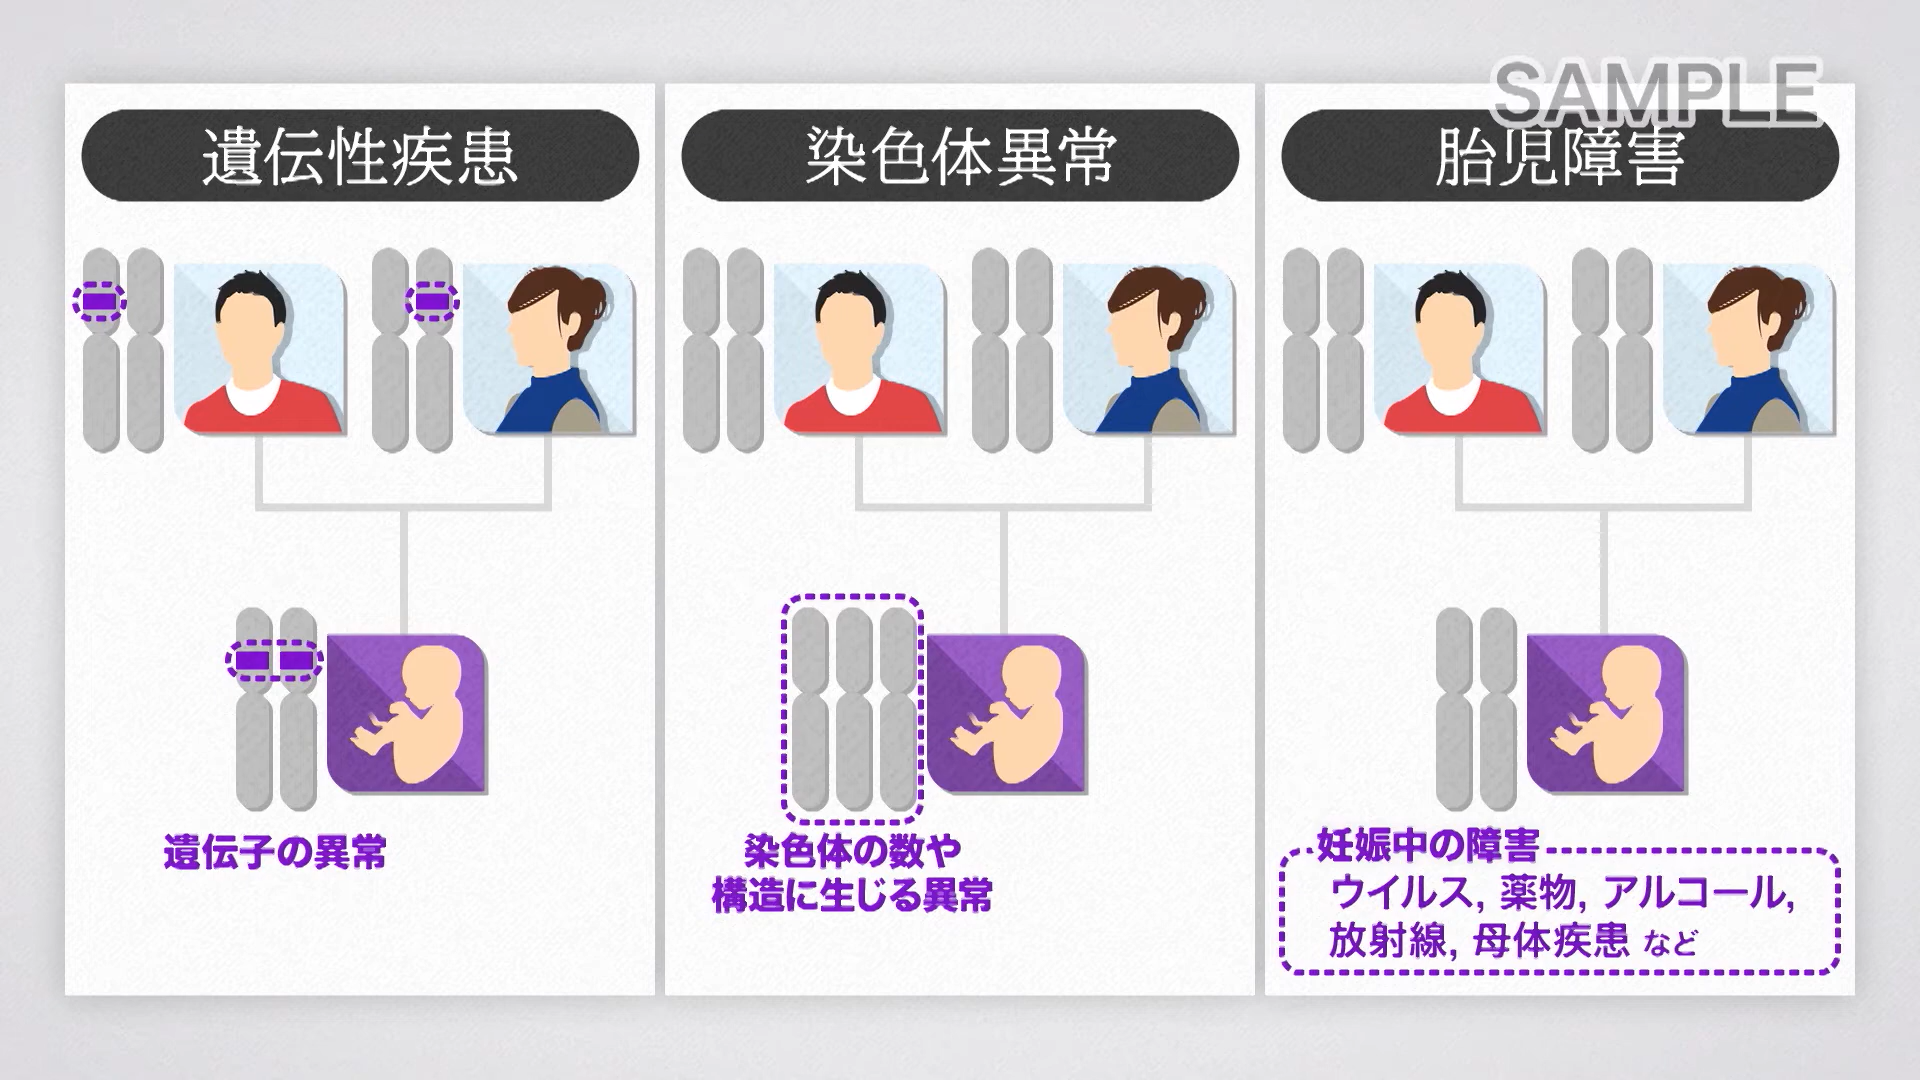 SAMPLE
遺伝性疾患
染色体異常
胎児障害
遺伝子の異常
染色体の数や
構造に生じる異常
妊娠中の障害
ウイルス, 薬物, アルコール,
放射線, 母体疾患 など